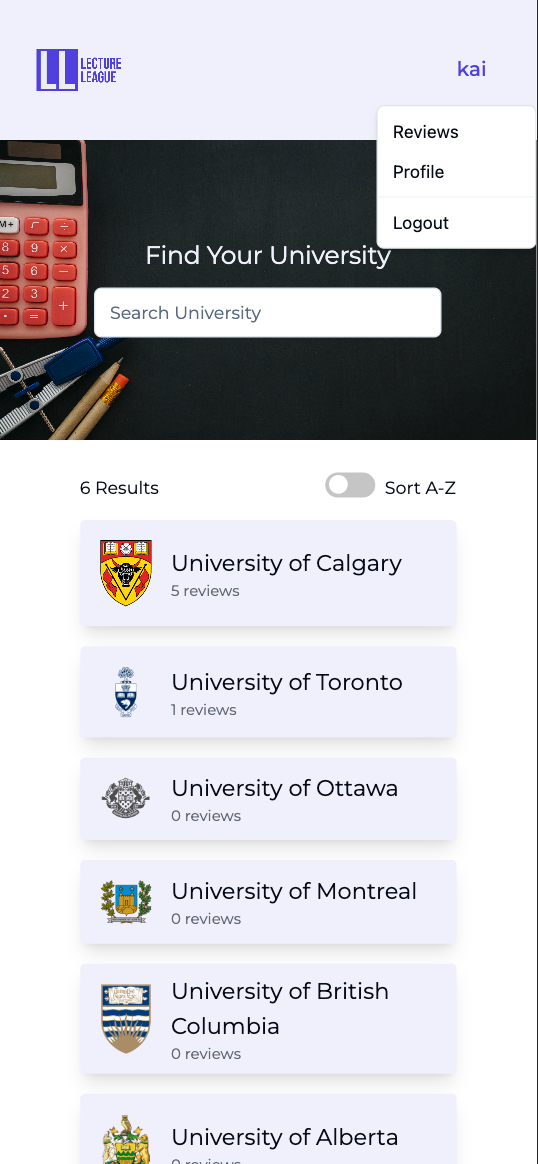 LECTURE
LEAGUE
kai
Reviews
Profile
Logout
M+
√
÷
8
9
×
5
6
−
2
3
+
=
Find Your University
Search University
6 Results
Sort A-Z
University of Calgary
5 reviews
University of Toronto
1 reviews
University of Ottawa
0 reviews
University of Montreal
0 reviews
University of British
Columbia
0 reviews
University of Alberta
0 reviews